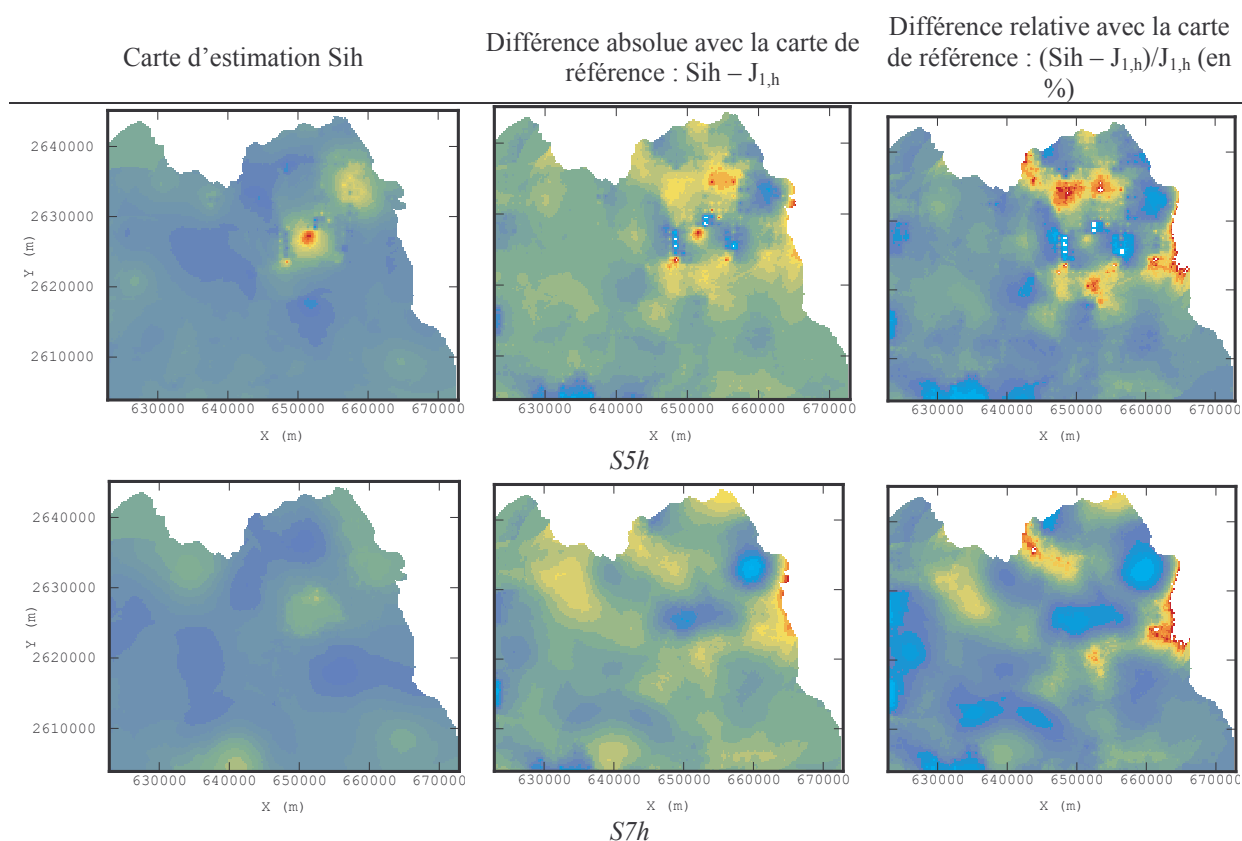 Carte d'estimation Sih
Différence absolue avec la carte de
référence : Sih – J1,h
Différence relative avec la carte
de référence : (Sih – J1,h)/J1,h (en
%)
2640000
2630000
2620000
2610000
Y (m)
630000 640000 650000 660000 670000
X (m)
630000 640000 650000 660000 670000
X (m)
630000 640000 650000 660000 670000
X (m)
S5h
2640000
2630000
2620000
2610000
Y (m)
630000 640000 650000 660000 670000
X (m)
630000 640000 650000 660000 670000
X (m)
630000 640000 650000 660000 670000
X (m)
S7h